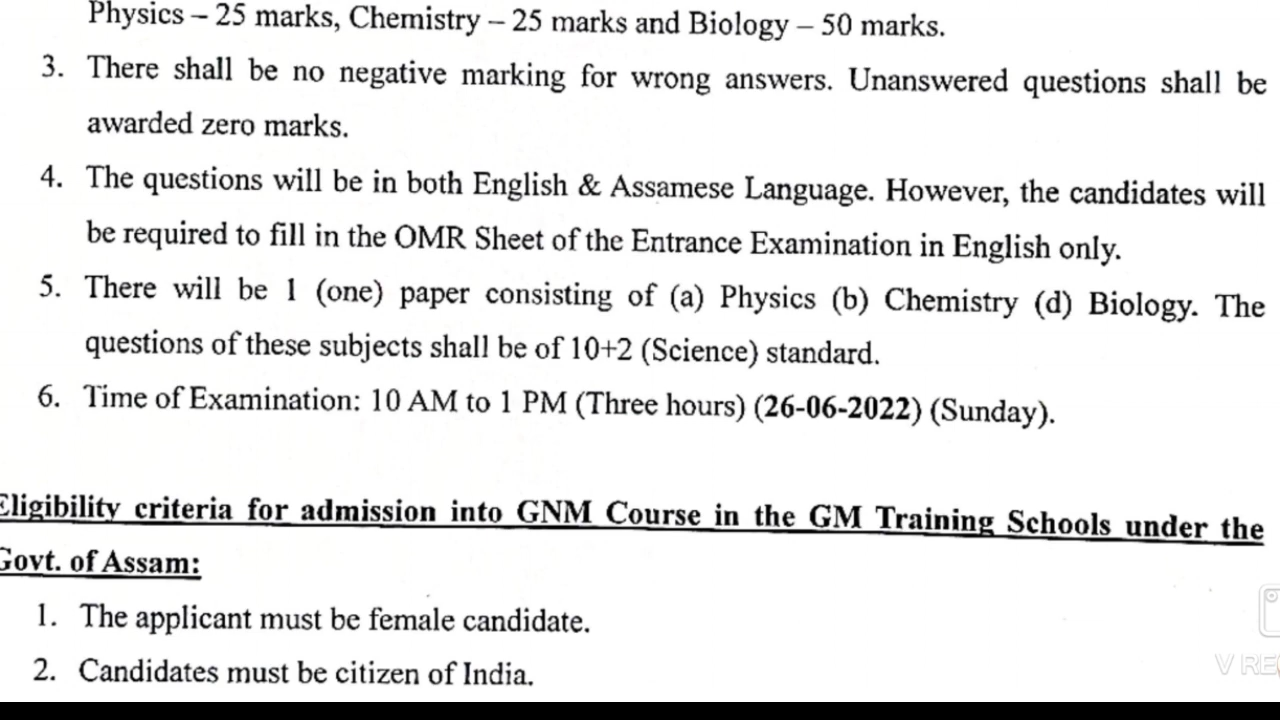 Physics – 25 marks, Chemistry – 25 marks and Biology – 50 marks.
3. There shall be no negative marking for wrong answers. Unanswered questions shall be
awarded zero marks.
4. The questions will be in both English & Assamese Language. However, the candidates will
be required to fill in the OMR Sheet of the Entrance Examination in English only.
5. There will be 1 (one) paper consisting of (a) Physics (b) Chemistry (d) Biology. The
questions of these subjects shall be of 10+2 (Science) standard.
6. Time of Examination: 10 AM to 1 PM (Three hours) (26-06-2022) (Sunday).
Eligibility criteria for admission into GNM Course in the GM Training Schools under the
Govt. of Assam:
1. The applicant must be female candidate.
2. Candidates must be citizen of India.
V RE